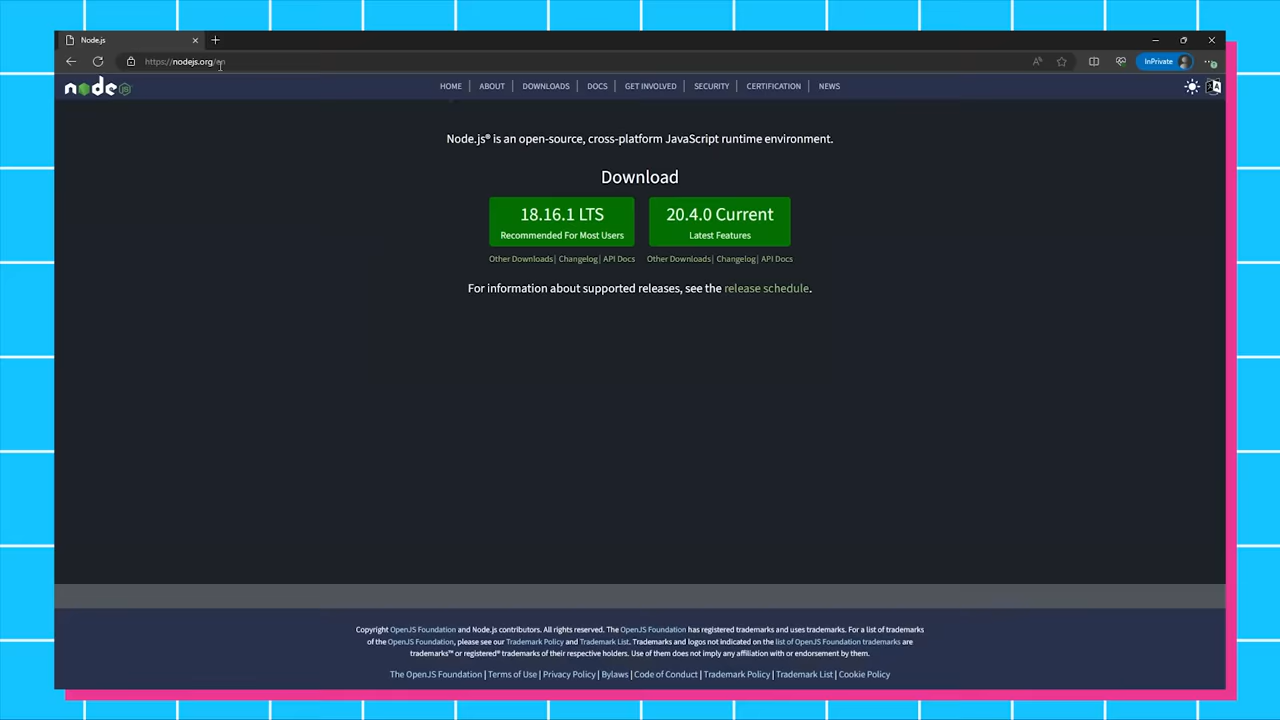 Node.js
https://nodejs.org/en
InPrivate
node JS
HOME | ABOUT | DOWNLOADS | DOCS | GET INVOLVED | SECURITY | CERTIFICATION | NEWS
Node.js® is an open-source, cross-platform JavaScript runtime environment.
Download
18.16.1 LTS
Recommended For Most Users
20.4.0 Current
Latest Features
Other Downloads | Changelog | API Docs
Other Downloads | Changelog | API Docs
For information about supported releases, see the release schedule.
Copyright OpenJS Foundation and Node.js contributors. All rights reserved. The OpenJS Foundation has registered trademarks and uses trademarks. For a list of trademarks
of the OpenJS Foundation, please see our Trademark Policy and Trademark List. Trademarks and logos not indicated on the list of OpenJS Foundation trademarks are
trademarks™ or registered® trademarks of their respective holders. Use of them does not imply any affiliation with or endorsement by them.
The OpenJS Foundation | Terms of Use | Privacy Policy | Bylaws | Code of Conduct | Trademark Policy | Trademark List | Cookie Policy